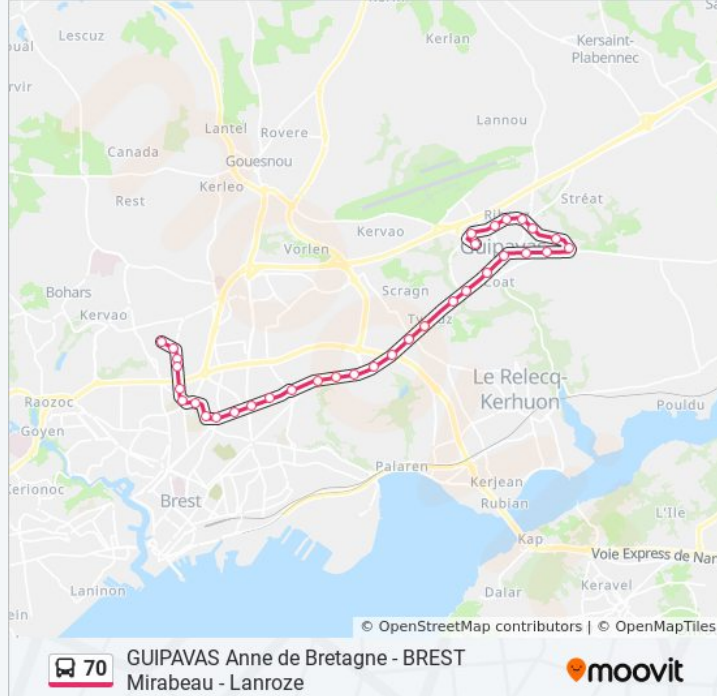 Lescuz
Kerlan
Kersaint-
Plabennec
Lannou
Lantel
Rovere
Canada
Gouesnou
Kerleo
Rest
Stréat
Kervao
Vorlen
Bohars
Scragn
Coat
Kervao
Le Relecq-
Kerhuon
Raozoc
Pouldu
Goyen
Palaren
Kerjean
Rubian
Brest
L'Ile
Kap
Voie Express de Nar
Laninon
Dalar
Keravel
© OpenStreetMap contributors | © OpenMapTiles
70
GUIPAVAS Anne de Bretagne - BREST
Mirabeau - Lanroze
moovit